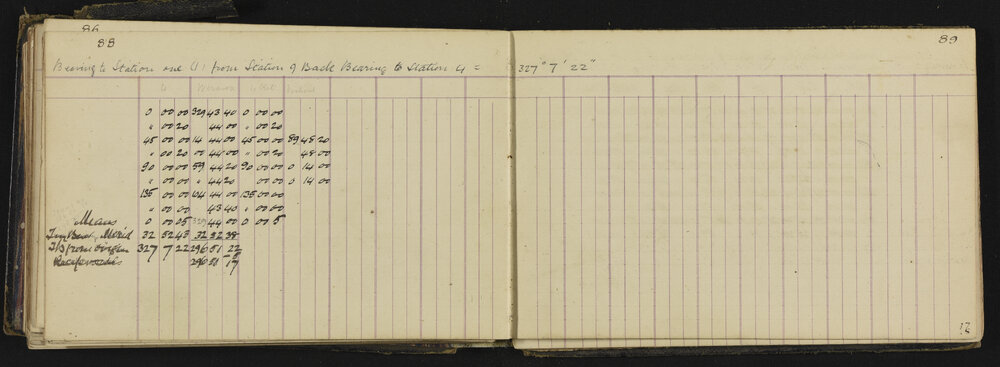 86
88
89
Bearing to Station one (1) from Station 9 Back Bearing to Station 4 = 327° 7' 22"
0 00 00 329 43 40 0 00 00
" 00 20 44 00 " 00 20
45 00 00 14 44 00 45 00 00 89 48 20
" 00 20 00 44 00 " 00 20 48 00
90 00 00 59 44 20 90 00 00 0 14 00
" 00 00 " 44 20 00 00 0 14 00
135 00 00 104 44 00 135 00 00
" 00 00 43 40 " 00 00
Means 0 00 05 329 44 00 0 00 5
Merid 32 52 43 32 52 38
from Origin 327 7 22 296 51 22
296 51 17
12